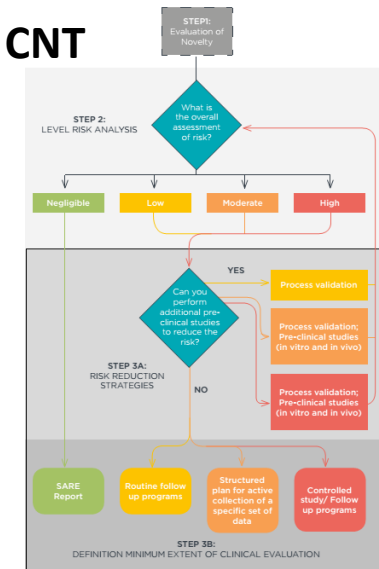 CNT
STEP1:
Evaluation of
Novelty
STEP 2:
LEVEL RISK ANALYSIS
What is
the overall
assessment
of risk?
Negligible
Low
Moderate
High
YES
Can you
perform
additional pre-
clinical studies
to reduce the
risk?
Process validation
Process validation;
Pre-clinical studies
(in vitro and in vivo)
STEP 3A:
RISK REDUCTION
STRATEGIES
NO
Process validation;
Pre-clinical studies
(in vitro and in vivo)
SARE
Report
Routine follow
up programs
Structured
plan for active
collection of a
specific set of
data
Controlled
study/ Follow
up programs
STEP 3B:
DEFINITION MINIMUM EXTENT OF CLINICAL EVALUATION